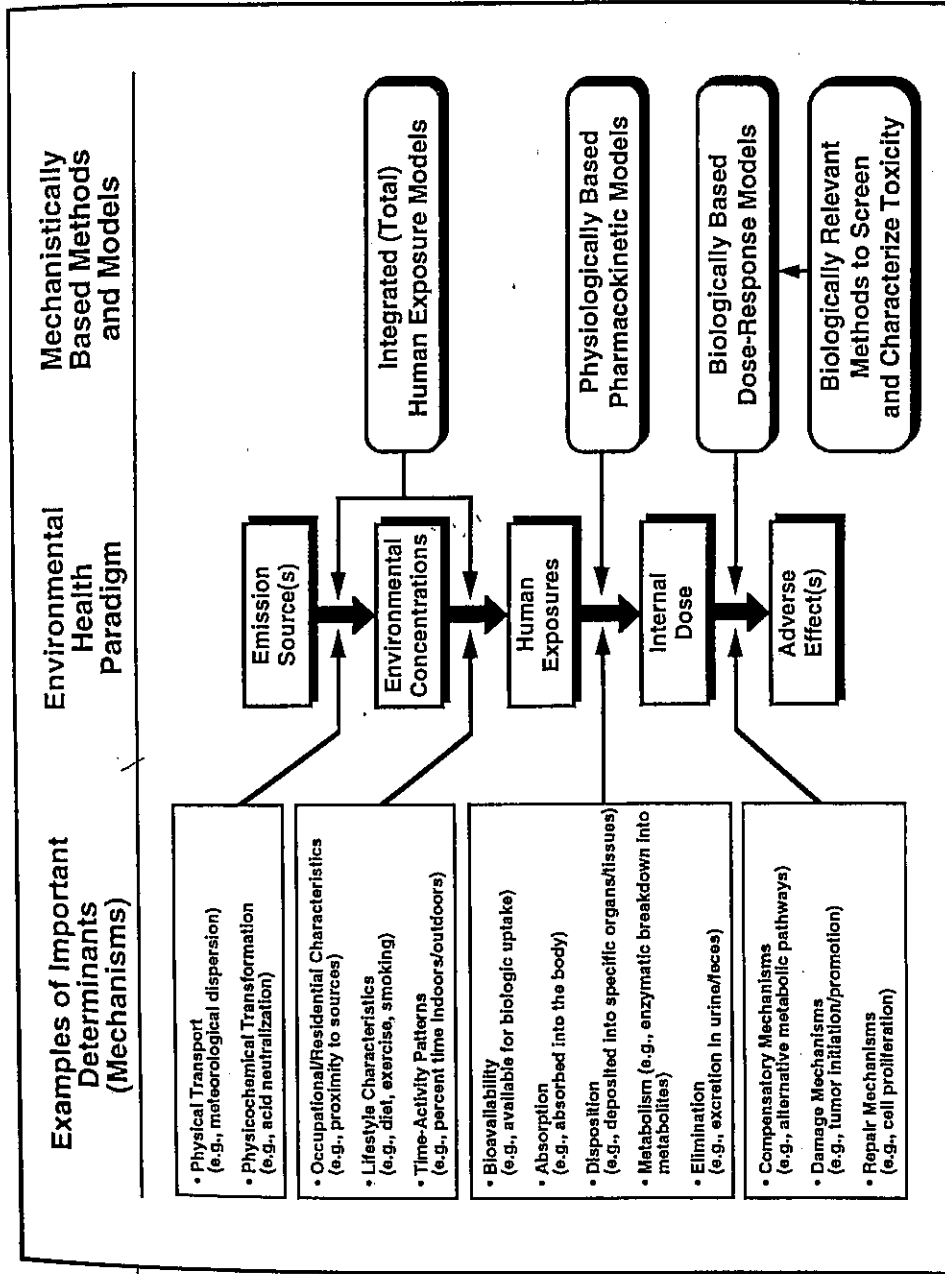 Examples of Important
Determinants
(Mechanisms)
Environmental
Health
Paradigm
Mechanistically
Based Methods
and Models
• Physical Transport
(e.g., meteorological dispersion)
• Physicochemical Transformation
(e.g., acid neutralization)
• Occupational/Residential Characteristics
(e.g., proximity to sources)
• Lifestyle Characteristics
(e.g., diet, exercise, smoking)
• Time-Activity Patterns
(e.g., percent time indoors/outdoors)
• Bioavailability
(e.g., available for biologic uptake)
• Absorption
(e.g., absorbed into the body)
• Disposition
(e.g., deposited into specific organs/tissues)
• Metabolism (e.g., enzymatic breakdown into
metabolites)
• Elimination
(e.g., excretion in urine/feces)
• Compensatory Mechanisms
(e.g., alternative metabolic pathways)
• Damage Mechanisms
(e.g., tumor initiation/promotion)
• Repair Mechanisms
(e.g., cell proliferation)
Emission
Source(s)
Environmental
Concentrations
Human
Exposures
Internal
Dose
Adverse
Effect(s)
Integrated (Total)
Human Exposure Models
Physiologically Based
Pharmacokinetic Models
Biologically Based
Dose-Response Models
Biologically Relevant
Methods to Screen
and Characterize Toxicity